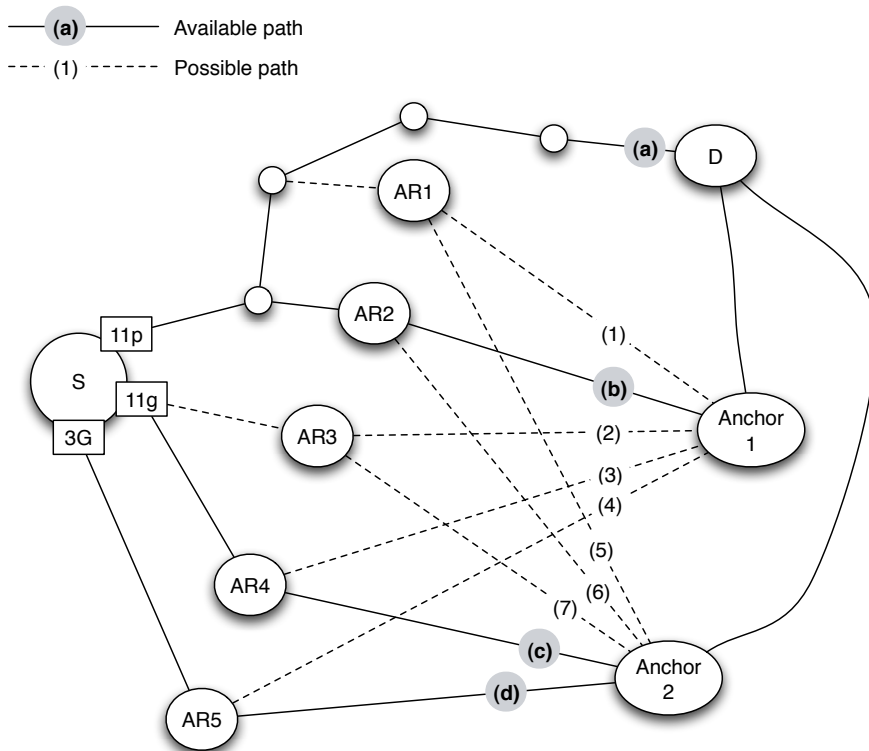 (a) Available path
(1) Possible path
(a)
D
AR1
AR2
11p
(1)
S
11g
(b)
3G
AR3
(2)
Anchor
1
(3)
(4)
(5)
AR4
(6)
(7)
(c)
Anchor
2
(d)
AR5